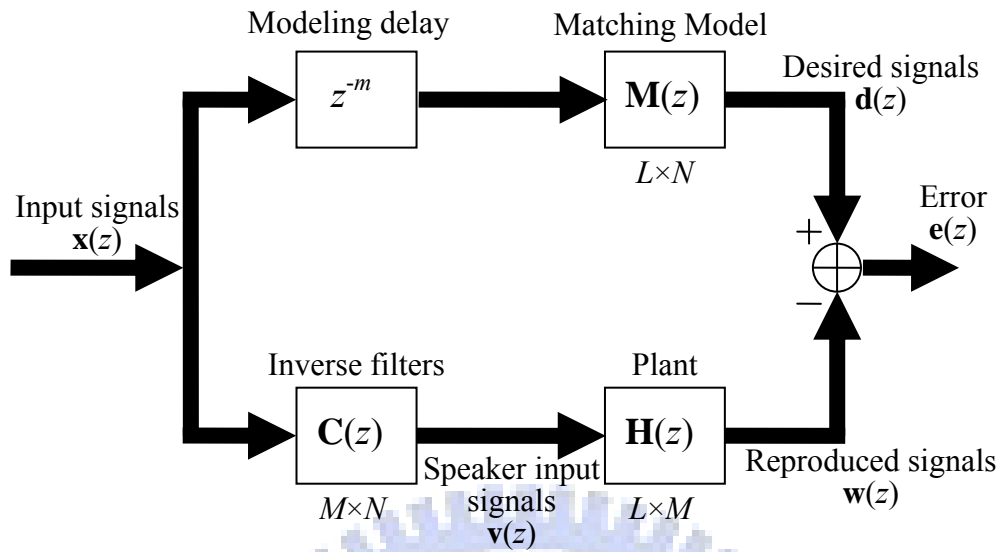 Modeling delay
z^-m
Matching Model
M(z)
L×N
Desired signals
d(z)
Input signals
x(z)
+
−
Error
e(z)
Inverse filters
C(z)
M×N
Speaker input
signals
v(z)
Plant
H(z)
L×M
Reproduced signals
w(z)